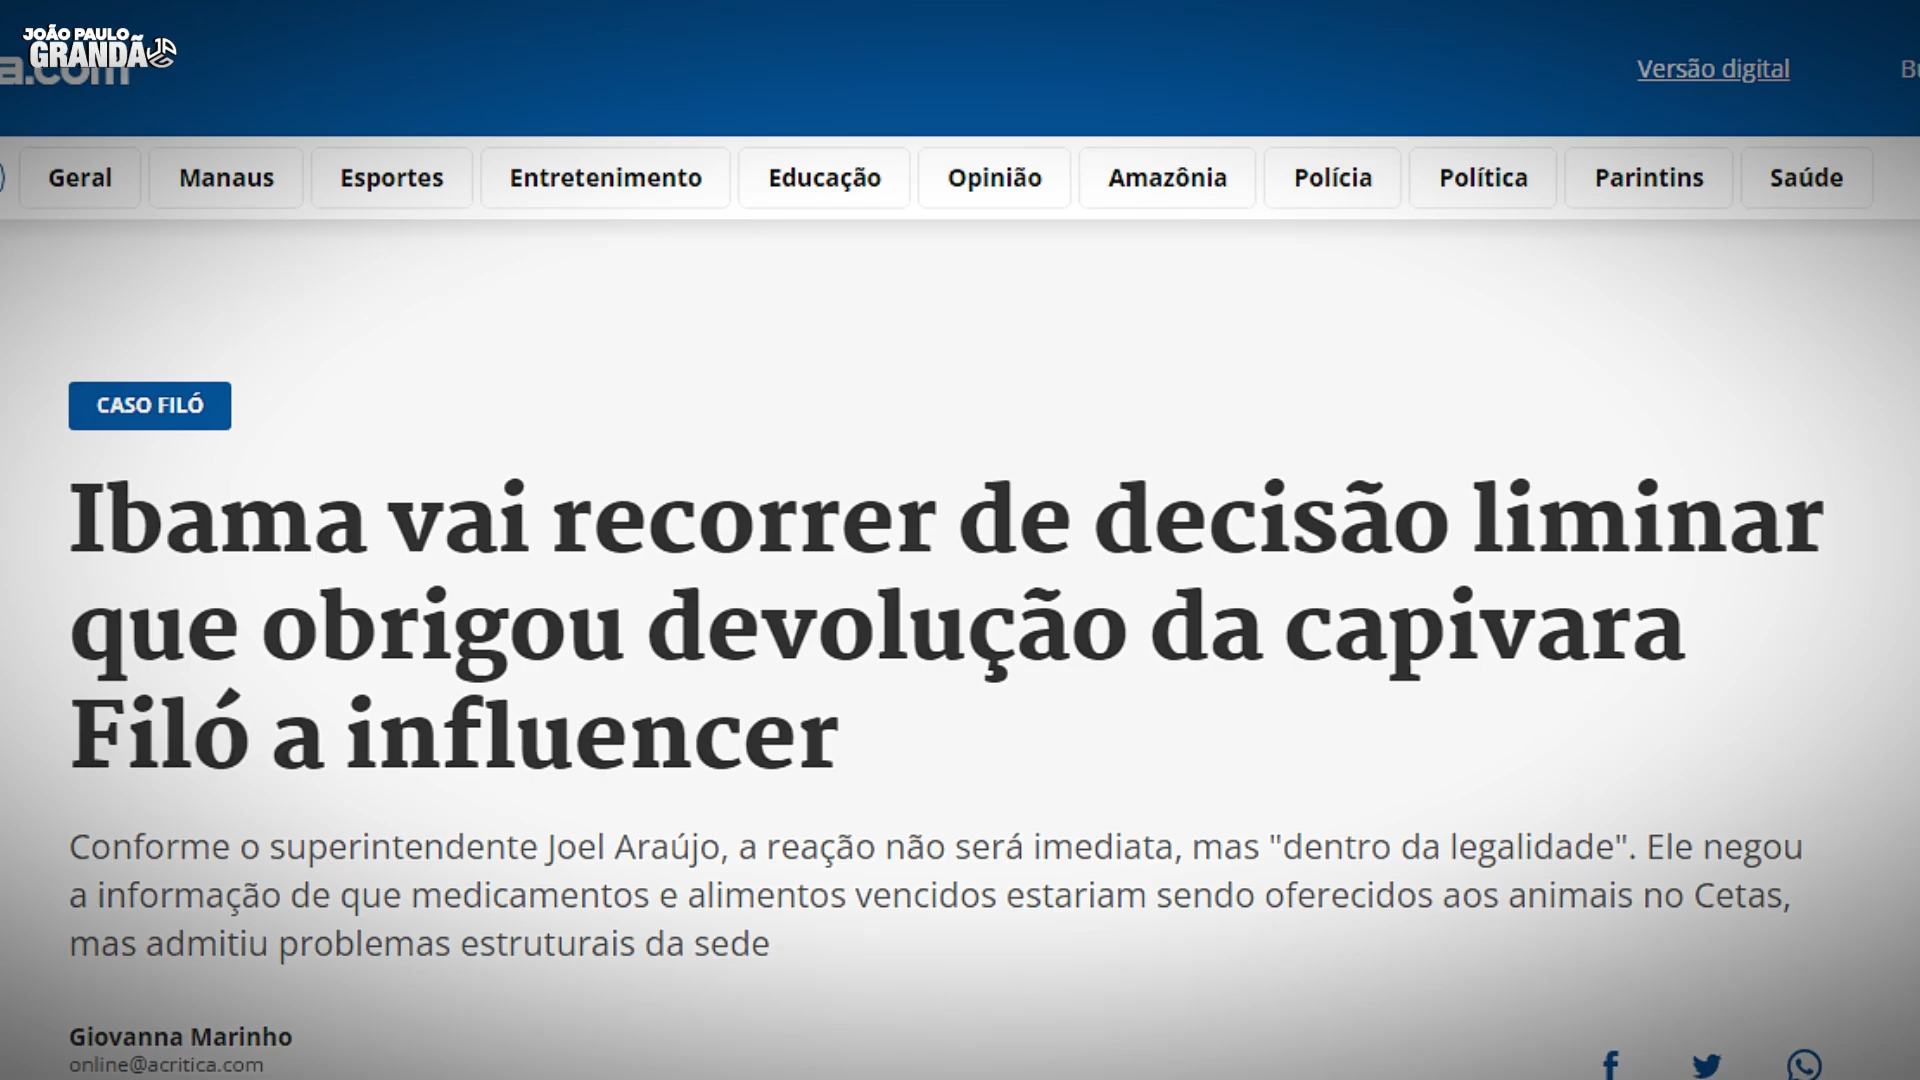 JOÃO PAULO
GRANDÃO
a.com
Versão digital
Geral
Manaus
Esportes
Entretenimento
Educação
Opinião
Amazônia
Polícia
Política
Parintins
Saúde
CASO FILÓ
Ibama vai recorrer de decisão liminar
que obrigou devolução da capivara
Filó a influencer
Conforme o superintendente Joel Araújo, a reação não será imediata, mas "dentro da legalidade". Ele negou
a informação de que medicamentos e alimentos vencidos estariam sendo oferecidos aos animais no Cetas,
mas admitiu problemas estruturais da sede
Giovanna Marinho
online@acritica.com